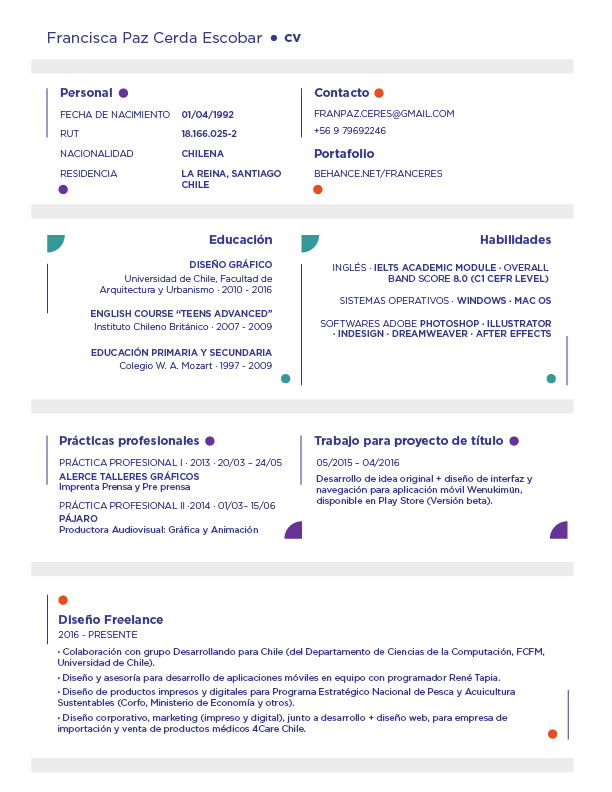 Francisca Paz Cerda Escobar • CV
Personal
FECHA DE NACIMIENTO 01/04/1992
RUT 18.166.025-2
NACIONALIDAD CHILENA
RESIDENCIA LA REINA, SANTIAGO
CHILE
Contacto
FRANPAZ.CERES@GMAIL.COM
+56 9 79692246
Portafolio
BEHANCE.NET/FRANCERES
Educación
DISEÑO GRÁFICO
Universidad de Chile, Facultad de
Arquitectura y Urbanismo · 2010 - 2016
ENGLISH COURSE “TEENS ADVANCED”
Instituto Chileno Británico · 2007 - 2009
EDUCACIÓN PRIMARIA Y SECUNDARIA
Colegio W. A. Mozart · 1997 - 2009
Habilidades
INGLÉS · IELTS ACADEMIC MODULE · OVERALL
BAND SCORE 8.0 (C1 CEFR LEVEL)
SISTEMAS OPERATIVOS · WINDOWS · MAC OS
SOFTWARES ADOBE PHOTOSHOP · ILLUSTRATOR
· INDESIGN · DREAMWEAVER · AFTER EFFECTS
Prácticas profesionales
PRÁCTICA PROFESIONAL I · 2013 · 20/03 – 24/05
ALERCE TALLERES GRÁFICOS
Imprenta Prensa y Pre prensa
PRÁCTICA PROFESIONAL II ·2014 · 01/03– 15/06
PÁJARO
Productora Audiovisual: Gráfica y Animación
Trabajo para proyecto de título
05/2015 – 04/2016
Desarrollo de idea original + diseño de interfaz y
navegación para aplicación móvil Wenukimün,
disponible en Play Store (Versión beta).
Diseño Freelance
2016 - PRESENTE
· Colaboración con grupo Desarrollando para Chile (del Departamento de Ciencias de la Computación, FCFM,
Universidad de Chile).
· Diseño y asesoría para desarrollo de aplicaciones móviles en equipo con programador René Tapia.
· Diseño de productos impresos y digitales para Programa Estratégico Nacional de Pesca y Acuicultura
Sustentables (Corfo, Ministerio de Economía y otros).
· Diseño corporativo, marketing (impreso y digital), junto a desarrollo + diseño web, para empresa de
importación y venta de productos médicos 4Care Chile.